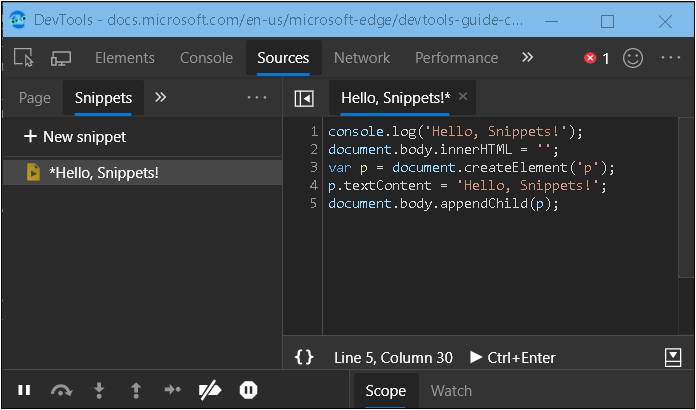 DevTools - docs.microsoft.com/en-us/microsoft-edge/devtools-guide-c...
Elements Console Sources Network Performance » 1 ···
Page Snippets » ··· Hello, Snippets!* ×
+ New snippet
*Hello, Snippets!
1 console.log('Hello, Snippets!');
2 document.body.innerHTML = '';
3 var p = document.createElement('p');
4 p.textContent = 'Hello, Snippets!';
5 document.body.appendChild(p);
{} Line 5, Column 30 ▶ Ctrl+Enter
Scope Watch